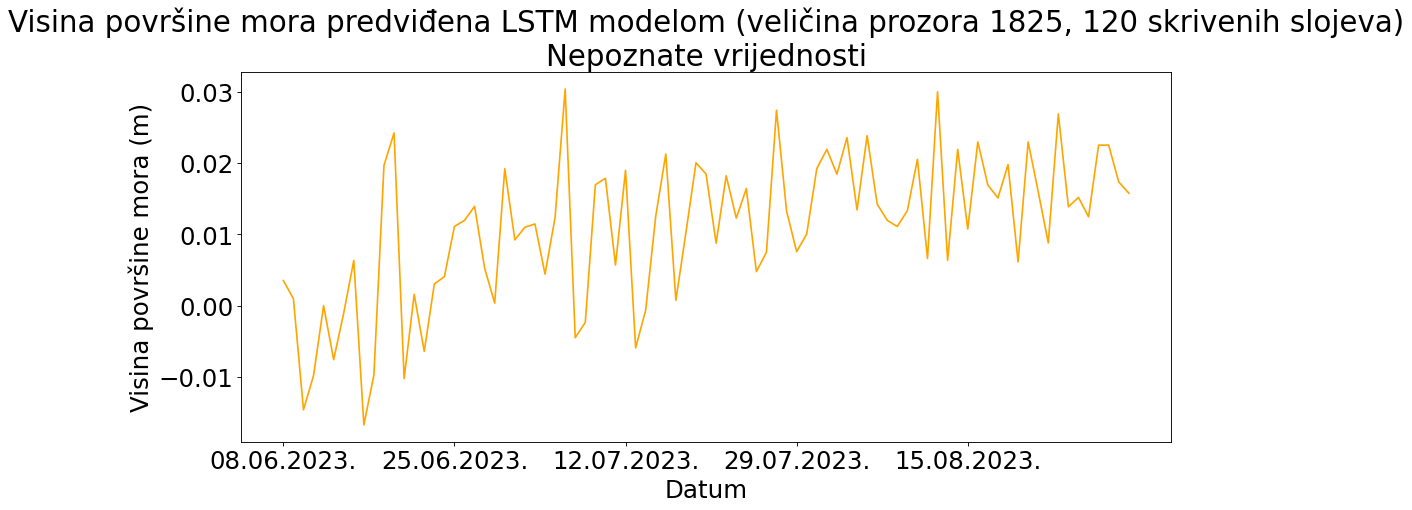 Visina površine mora predviđena LSTM modelom (veličina prozora 1825, 120 skrivenih slojeva)
Nepoznate vrijednosti
Visina površine mora (m)
0.03
0.02
0.01
0.00
−0.01
08.06.2023. 25.06.2023. 12.07.2023. 29.07.2023. 15.08.2023.
Datum